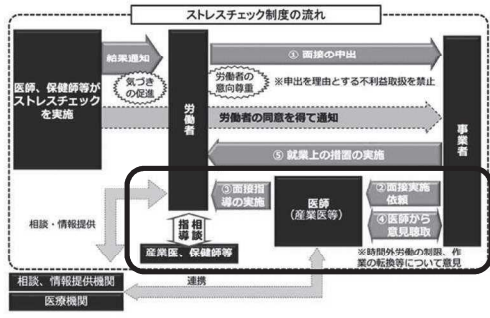 ストレスチェック制度の流れ
医師、保健師等が
ストレスチェック
を実施
結果通知
気づき
の促進
労働者
① 面接の申出
労働者の
意向尊重
※申出を理由とする不利益取扱を禁止
労働者の同意を得て通知
⑤ 就業上の措置の実施
事業者
③面接指
導の実施
医師
(産業医等)
②面接実施
依頼
④医師から
意見聴取
※時間外労働の制限、作
業の転換等について意見
指導
相談
産業医、保健師等
相談・情報提供
相談、情報提供機関
医療機関
連携